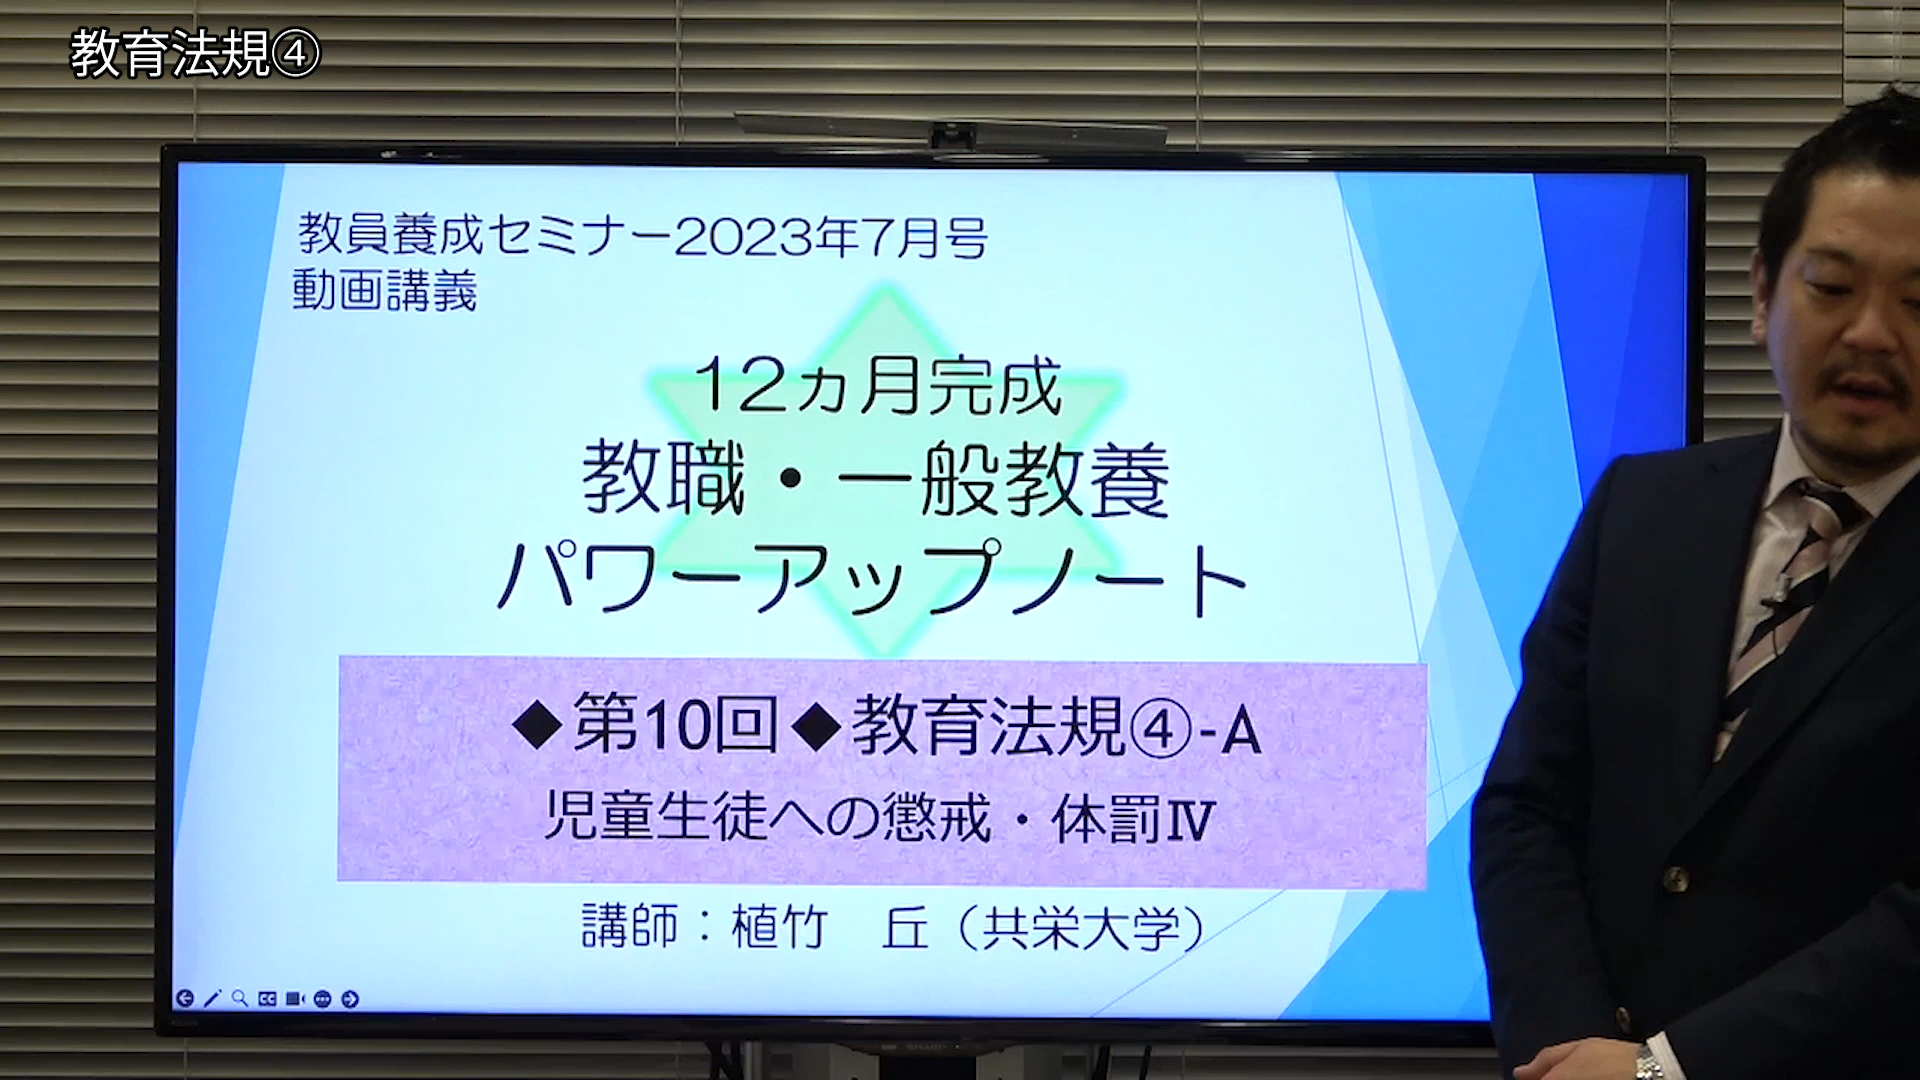 教育法規④
教員養成セミナー2023年7月号
動画講義
12ヵ月完成
教職・一般教養
パワーアップノート
◆第10回◆教育法規④-A
児童生徒への懲戒・体罰Ⅳ
講師：植竹　丘（共栄大学）